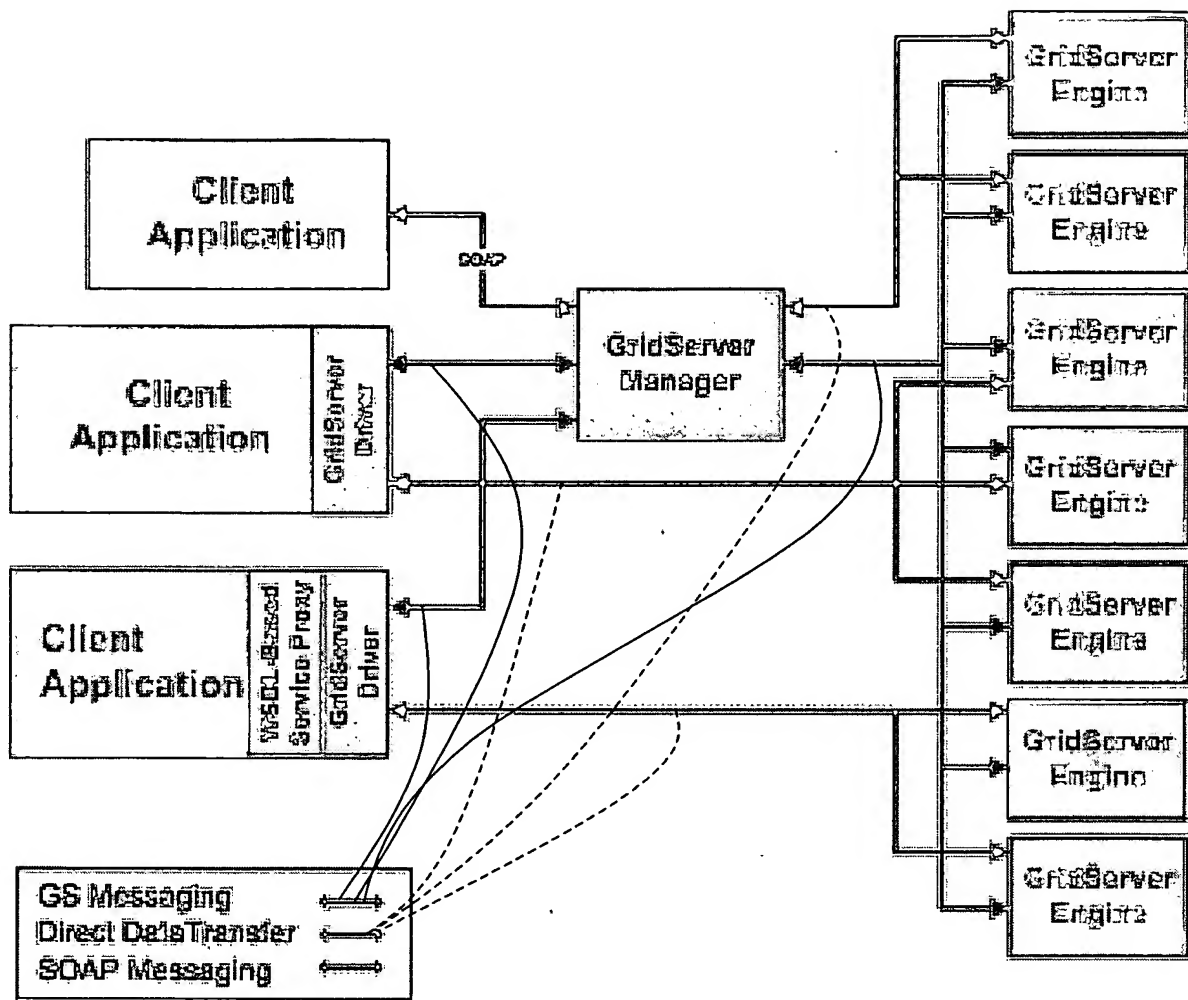 GridServer
Engine
GridServer
Engine
Client
Application
SOAP
GridServer
Engine
GridServer
Manager
Client
Application
GridServer
Driver
GridServer
Engine
GridServer
Engine
Client
Application
WSDL-Based
Service Proxy
GridServer
Driver
GridServer
Engine
GridServer
Engine
GS Messaging
Direct DataTransfer
SOAP Messaging